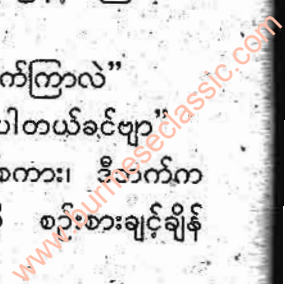 က်ကြာလဲ”
ပါတယ်ခင်ဗျာ”
စကား၊ ဒီဘက်က
စဉ်းစားချင့်ချိန်
www.burmeseclassic.com